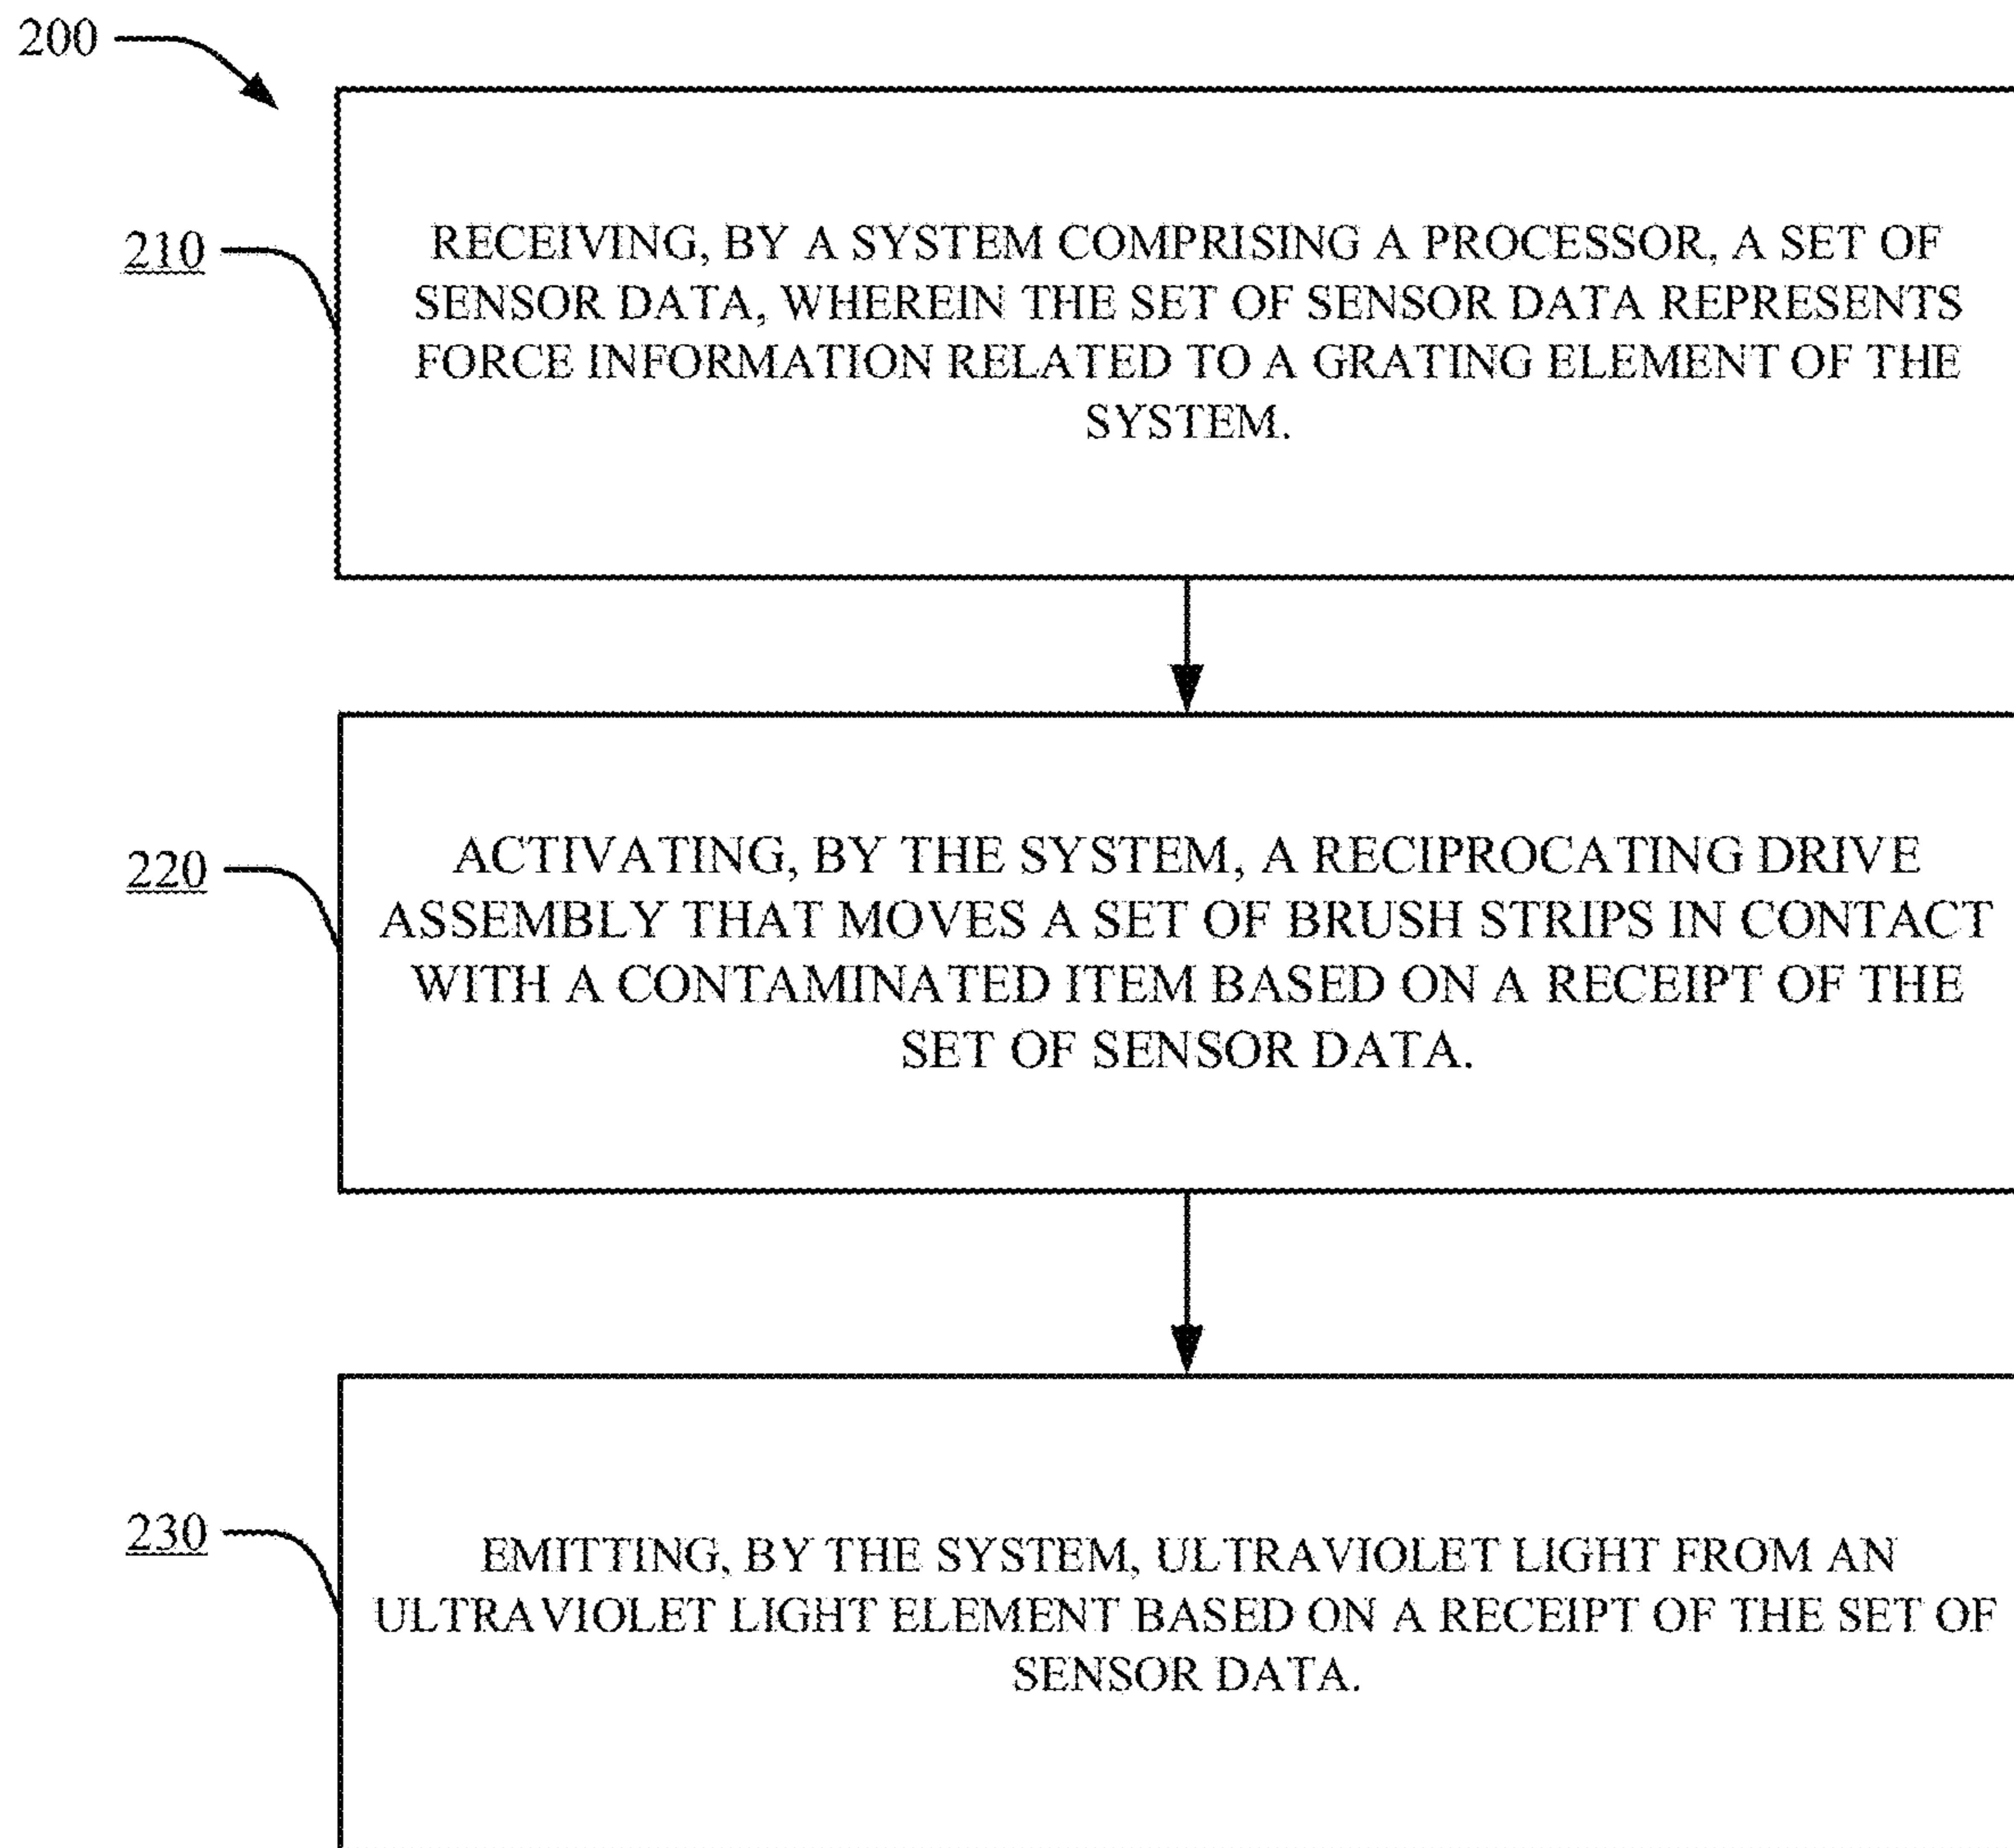 200
210
RECEIVING, BY A SYSTEM COMPRISING A PROCESSOR, A SET OF
SENSOR DATA, WHEREIN THE SET OF SENSOR DATA REPRESENTS
FORCE INFORMATION RELATED TO A GRATING ELEMENT OF THE
SYSTEM.
220
ACTIVATING, BY THE SYSTEM, A RECIPROCATING DRIVE
ASSEMBLY THAT MOVES A SET OF BRUSH STRIPS IN CONTACT
WITH A CONTAMINATED ITEM BASED ON A RECEIPT OF THE
SET OF SENSOR DATA.
230
EMITTING, BY THE SYSTEM, ULTRAVIOLET LIGHT FROM AN
ULTRAVIOLET LIGHT ELEMENT BASED ON A RECEIPT OF THE SET OF
SENSOR DATA.